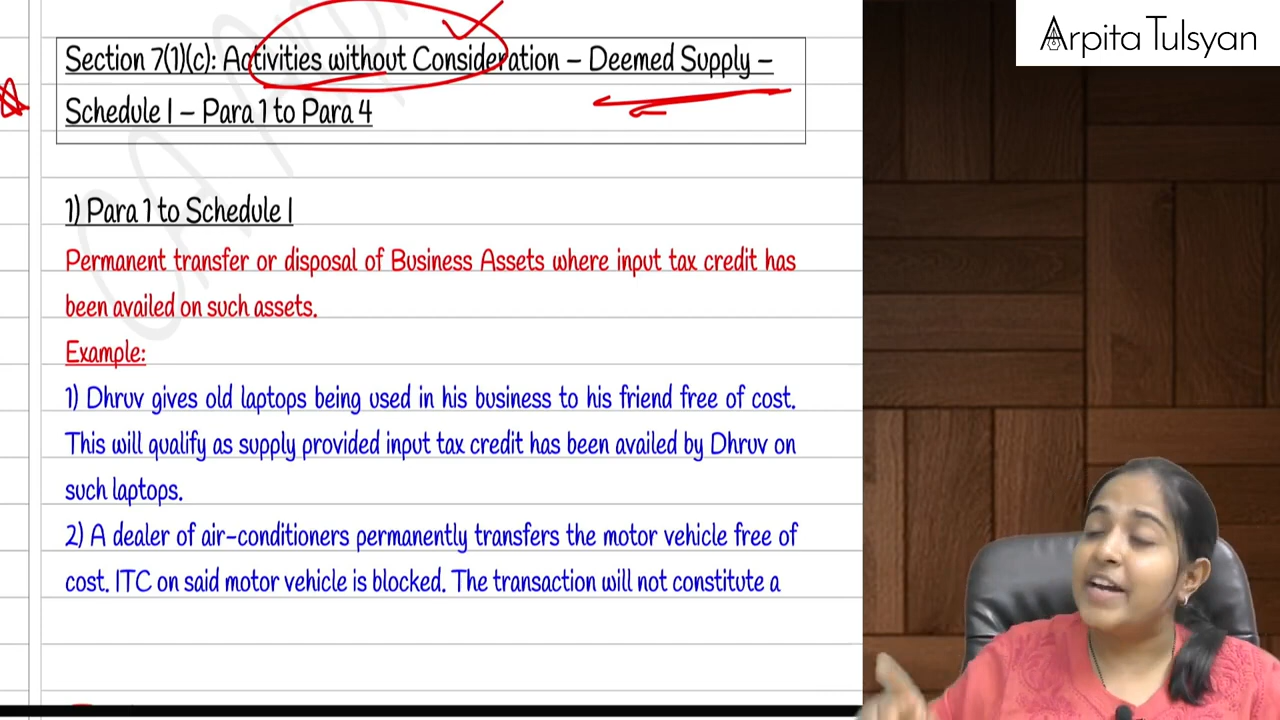 Arpita Tulsyan
Section 7(1)(c): Activities without Consideration – Deemed Supply –
Schedule I – Para 1 to Para 4
1) Para 1 to Schedule I
Permanent transfer or disposal of Business Assets where input tax credit has
been availed on such assets.
Example:
1) Dhruv gives old laptops being used in his business to his friend free of cost.
This will qualify as supply provided input tax credit has been availed by Dhruv on
such laptops.
2) A dealer of air-conditioners permanently transfers the motor vehicle free of
cost. ITC on said motor vehicle is blocked. The transaction will not constitute a